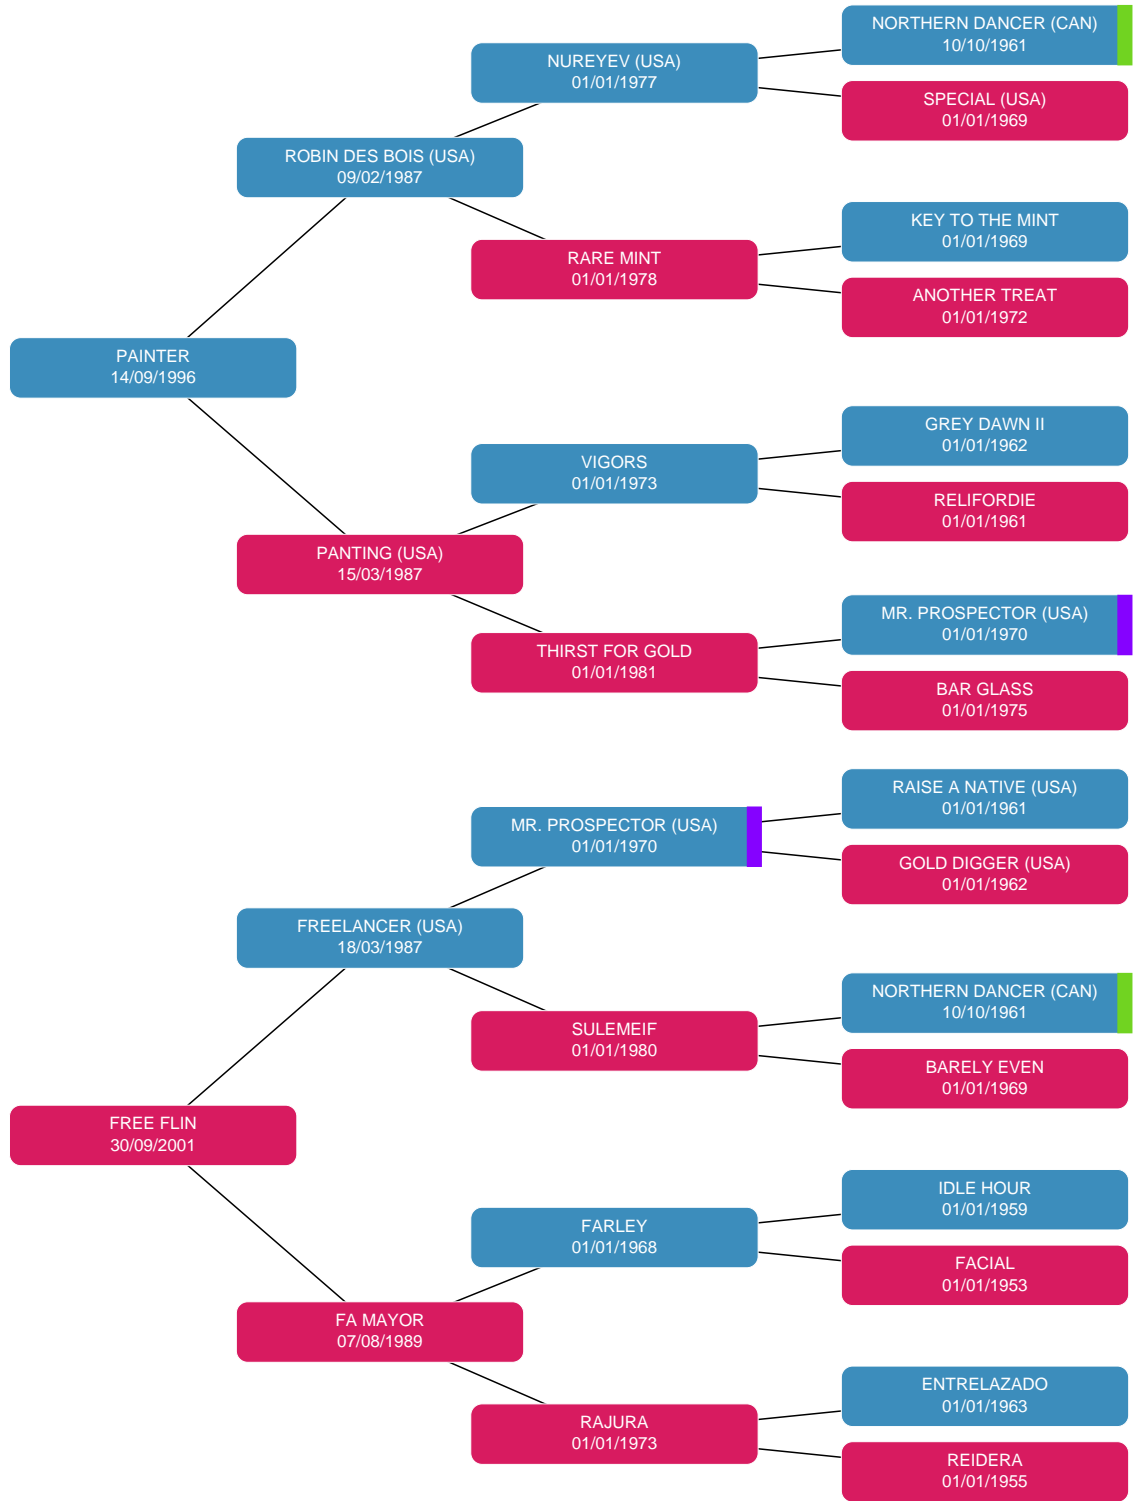 NORTHERN DANCER (CAN)
10/10/1961
NUREYEV (USA)
01/01/1977
SPECIAL (USA)
01/01/1969
ROBIN DES BOIS (USA)
09/02/1987
KEY TO THE MINT
01/01/1969
RARE MINT
01/01/1978
ANOTHER TREAT
01/01/1972
PAINTER
14/09/1996
GREY DAWN II
01/01/1962
VIGORS
01/01/1973
RELIFORDIE
01/01/1961
PANTING (USA)
15/03/1987
MR. PROSPECTOR (USA)
01/01/1970
THIRST FOR GOLD
01/01/1981
BAR GLASS
01/01/1975
RAISE A NATIVE (USA)
01/01/1961
MR. PROSPECTOR (USA)
01/01/1970
GOLD DIGGER (USA)
01/01/1962
FREELANCER (USA)
18/03/1987
NORTHERN DANCER (CAN)
10/10/1961
SULEMEIF
01/01/1980
BARELY EVEN
01/01/1969
FREE FLIN
30/09/2001
IDLE HOUR
01/01/1959
FARLEY
01/01/1968
FACIAL
01/01/1953
FA MAYOR
07/08/1989
ENTRELAZADO
01/01/1963
RAJURA
01/01/1973
REIDERA
01/01/1955